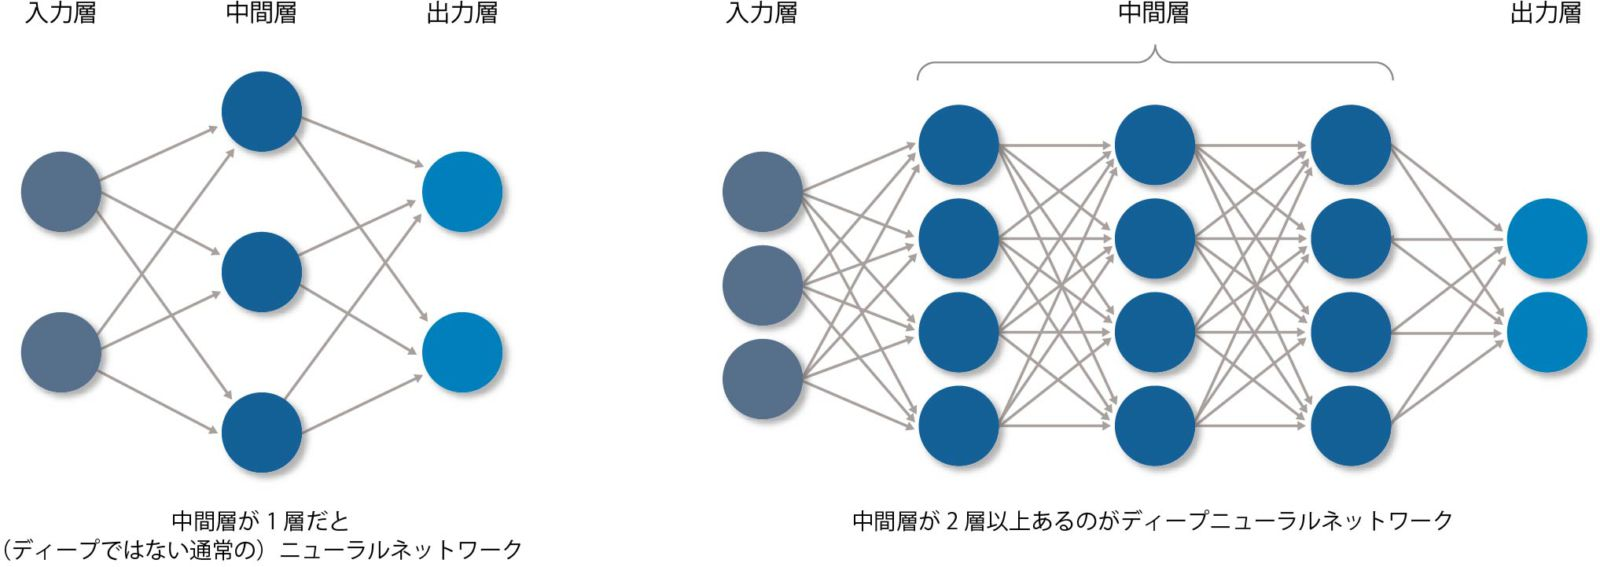 入力層
中間層
出力層
入力層
中間層
出力層
中間層が 1 層だと
（ディープではない通常の）ニューラルネットワーク
中間層が 2 層以上あるのがディープニューラルネットワーク